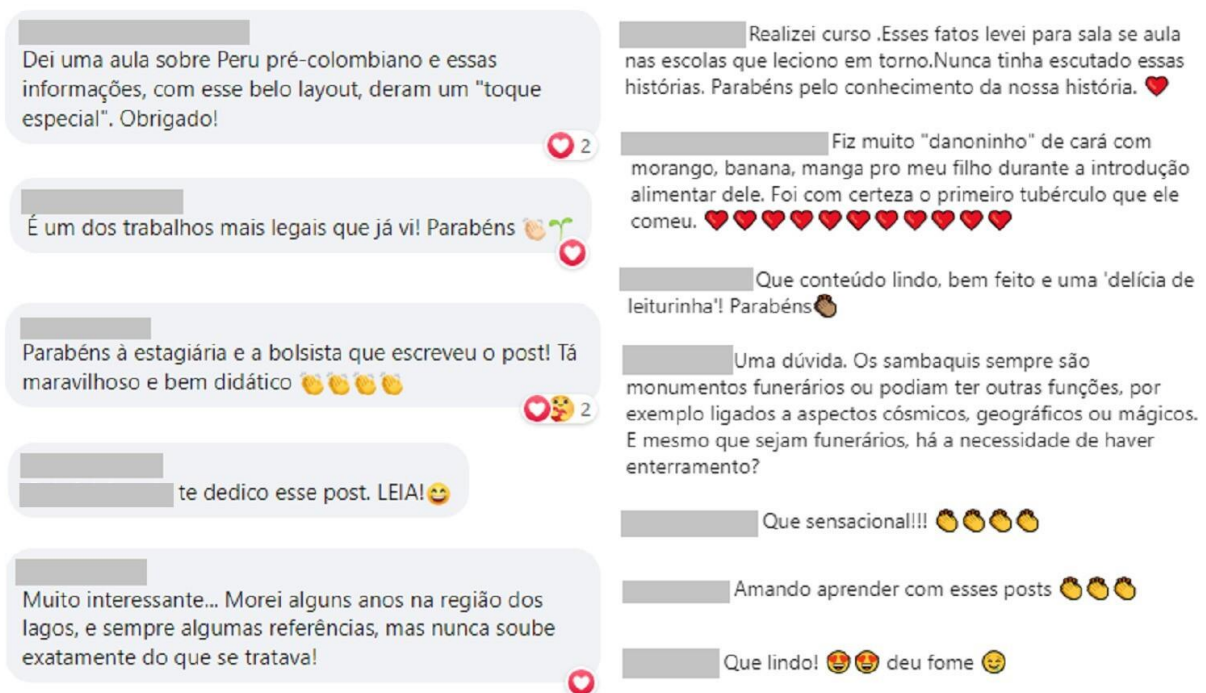 Dei uma aula sobre Peru pré-colombiano e essas
informações, com esse belo layout, deram um "toque
especial". Obrigado!
2
É um dos trabalhos mais legais que já vi! Parabéns 👏🏻🌱
Parabéns à estagiária e a bolsista que escreveu o post! Tá
maravilhoso e bem didático 👏👏👏👏
2
te dedico esse post. LEIA!😄
Muito interessante... Morei alguns anos na região dos
lagos, e sempre algumas referências, mas nunca soube
exatamente do que se tratava!
Realizei curso .Esses fatos levei para sala se aula
nas escolas que leciono em torno.Nunca tinha escutado essas
histórias. Parabéns pelo conhecimento da nossa história. ❤️
Fiz muito "danoninho" de cará com
morango, banana, manga pro meu filho durante a introdução
alimentar dele. Foi com certeza o primeiro tubérculo que ele
comeu. ❤️❤️❤️❤️❤️❤️❤️❤️❤️❤️❤️
Que conteúdo lindo, bem feito e uma 'delícia de
leiturinha'! Parabéns👏🏾
Uma dúvida. Os sambaquis sempre são
monumentos funerários ou podiam ter outras funções, por
exemplo ligados a aspectos cósmicos, geográficos ou mágicos.
E mesmo que sejam funerários, há a necessidade de haver
enterramento?
Que sensacional!!! 👏👏👏👏
Amando aprender com esses posts 👏👏👏
Que lindo! 😍😍 deu fome 😉